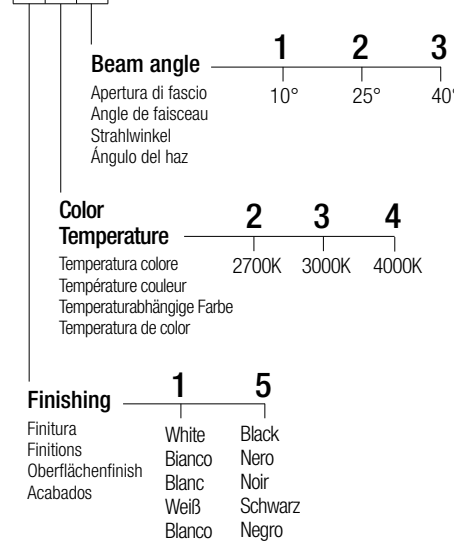 Beam angle 1 2 3
Apertura di fascio 10° 25° 40°
Angle de faisceau
Strahlwinkel
Ángulo del haz
Color
Temperature 2 3 4
Temperatura colore 2700K 3000K 4000K
Température couleur
Temperaturabhängige Farbe
Temperatura de color
Finishing 1 5
Finitura White Black
Finitions Bianco Nero
Oberflächenfinish Blanc Noir
Acabados Weiß Schwarz
Blanco Negro